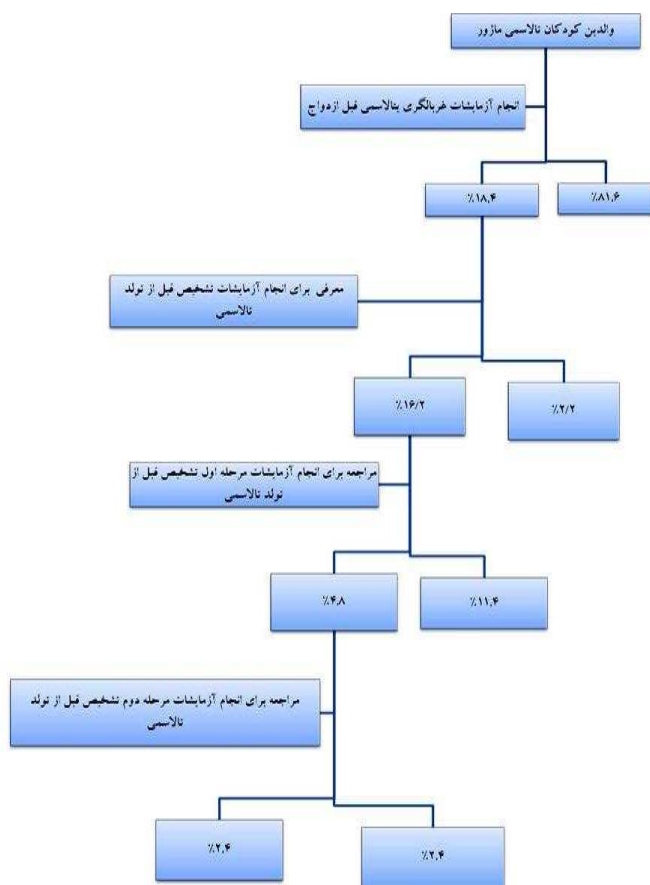 والدین کودکان تالاسمی ماژور
انجام آزمایشات غربالگری بتالاسمی قبل ازدواج
٪۸۱,۶
٪۱۸,۴
معرفی برای انجام آزمایشات تشخیص قبل از تولد
تالاسمی
٪۲/۲
٪۱۶/۲
مراجعه برای انجام آزمایشات مرحله اول تشخیص قبل از
تولد تالاسمی
٪۱۱,۴
٪۴,۸
مراجعه برای انجام آزمایشات مرحله دوم تشخیص قبل از تولد
تالاسمی
٪۲,۴
٪۲,۴